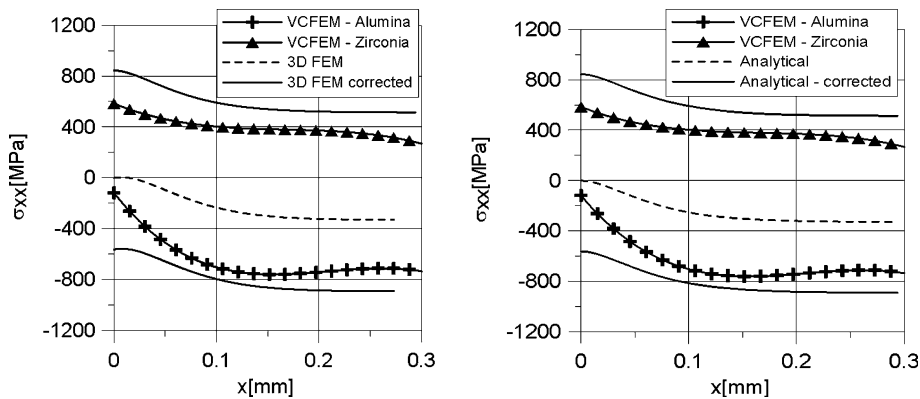 1200
800
400
0
-400
-800
-1200
σxx[MPa]
VCFEM - Alumina
VCFEM - Zirconia
3D FEM
3D FEM corrected
0 0.1 0.2 0.3
x[mm]
1200
800
400
0
-400
-800
-1200
σxx[MPa]
VCFEM - Alumina
VCFEM - Zirconia
Analytical
Analytical - corrected
0 0.1 0.2 0.3
x[mm]